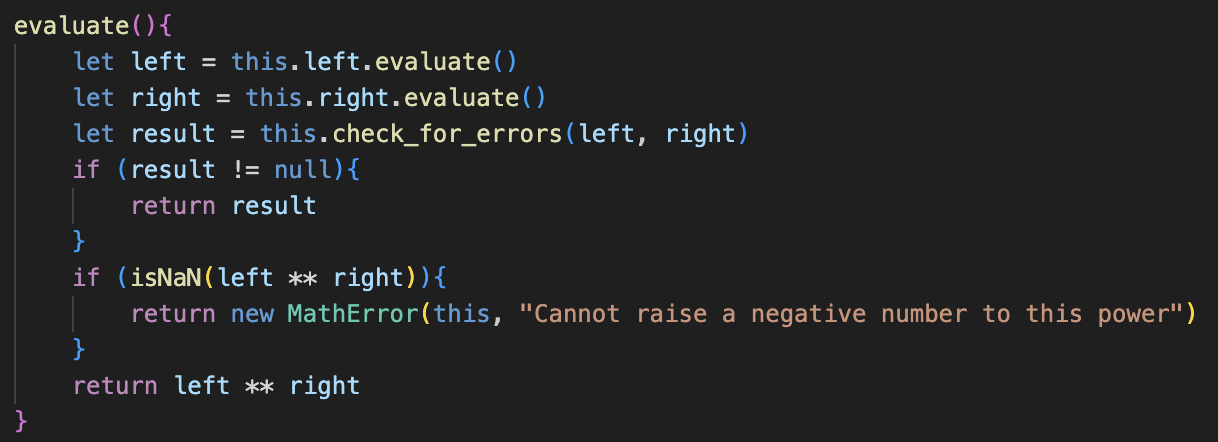 evaluate(){
let left = this.left.evaluate()
let right = this.right.evaluate()
let result = this.check_for_errors(left, right)
if (result != null){
return result
}
if (isNaN(left ** right)){
return new MathError(this, "Cannot raise a negative number to this power")
}
return left ** right
}